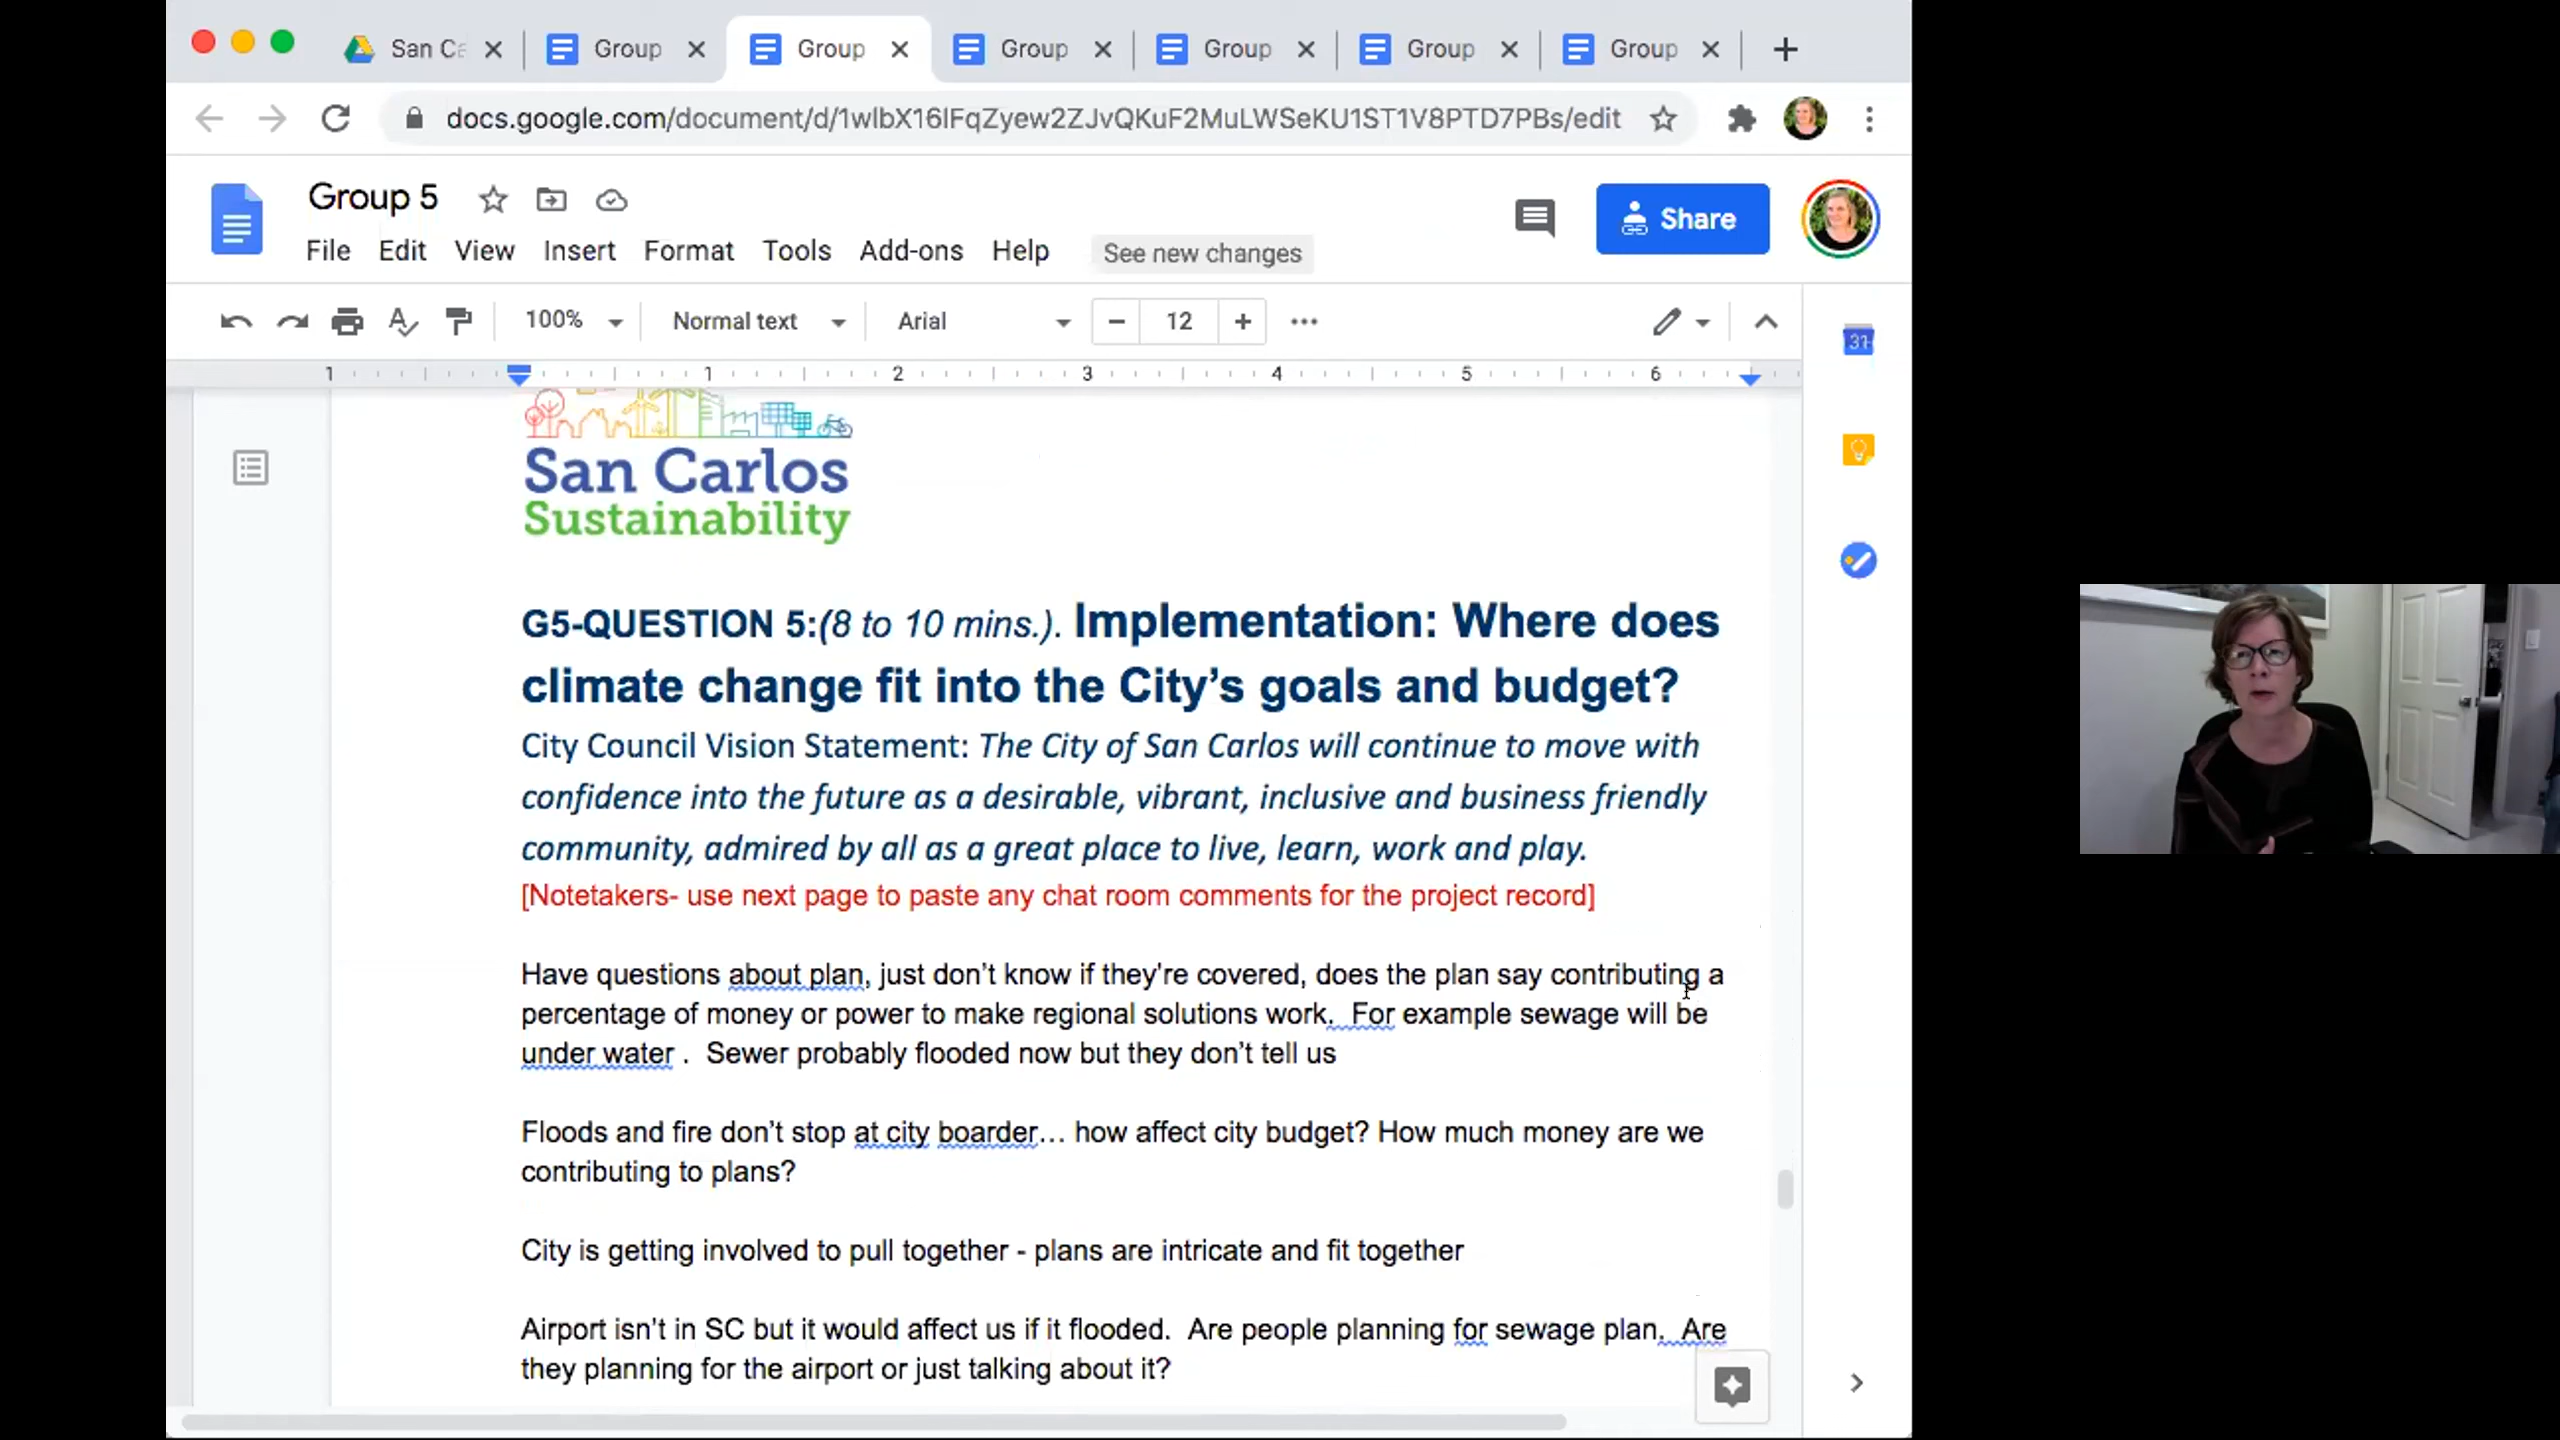 San Ca
Group
Group
Group
Group
Group
Group
docs.google.com/document/d/1wlbX16lFqZyew2ZJvQKuF2MuLWSeKU1ST1V8PTD7PBs/edit
Group 5
Share
File Edit View Insert Format Tools Add-ons Help See new changes
100% Normal text Arial 12
1 1 2 3 4 5 6
31
San Carlos
Sustainability
G5-QUESTION 5:(8 to 10 mins.). Implementation: Where does
climate change fit into the City’s goals and budget?
City Council Vision Statement: The City of San Carlos will continue to move with
confidence into the future as a desirable, vibrant, inclusive and business friendly
community, admired by all as a great place to live, learn, work and play.
[Notetakers- use next page to paste any chat room comments for the project record]
Have questions about plan, just don’t know if they’re covered, does the plan say contributing a
percentage of money or power to make regional solutions work.  For example sewage will be
under water .  Sewer probably flooded now but they don’t tell us
Floods and fire don’t stop at city boarder… how affect city budget? How much money are we
contributing to plans?
City is getting involved to pull together - plans are intricate and fit together
Airport isn’t in SC but it would affect us if it flooded.  Are people planning for sewage plan.  Are
they planning for the airport or just talking about it?